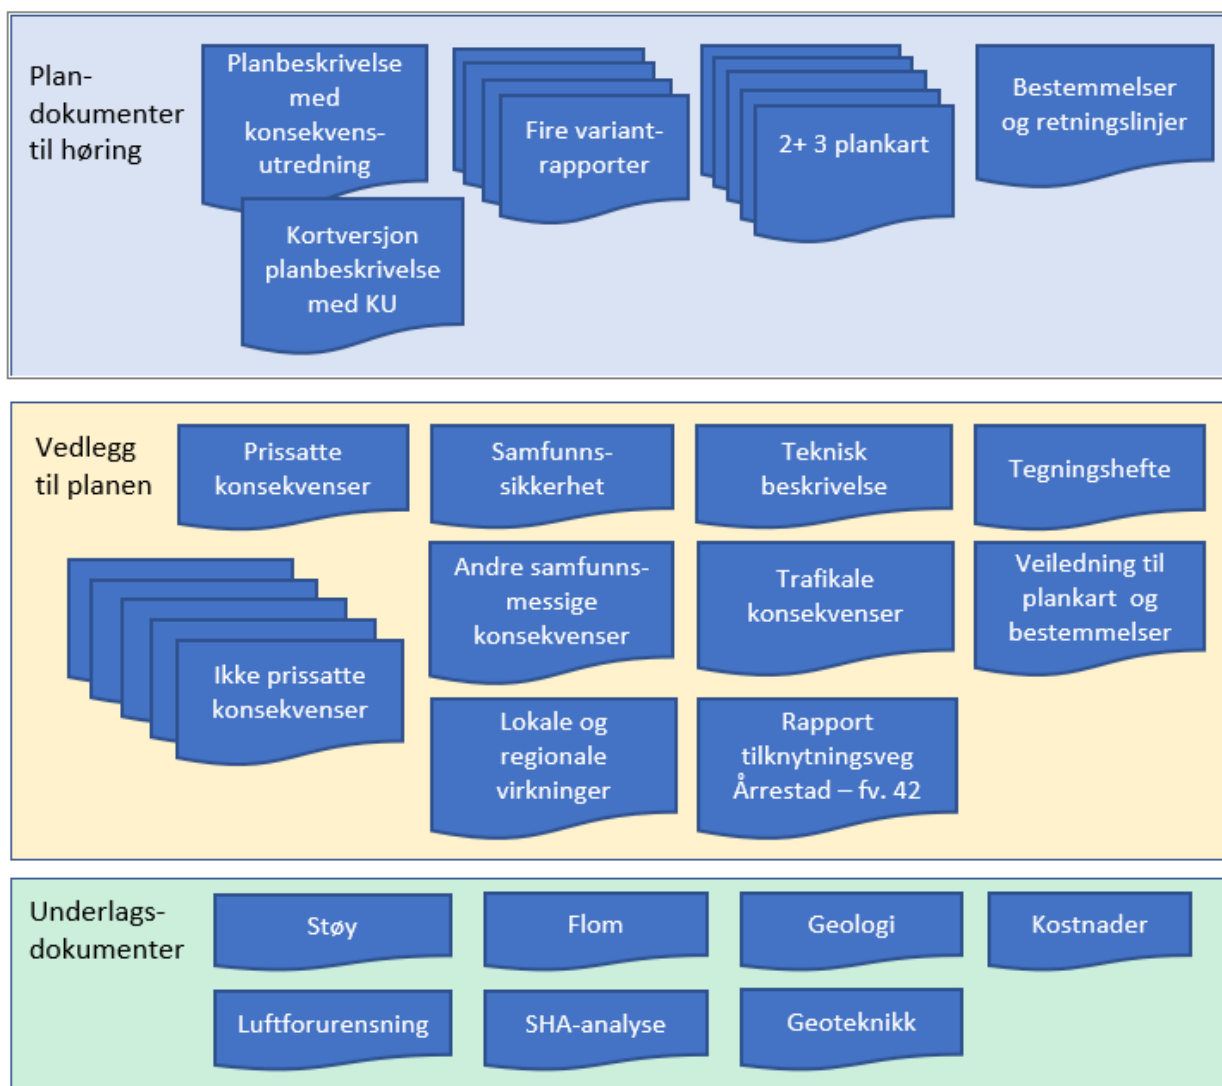 Plan-
dokumenter
til høring
Planbeskrivelse
med
konsekvens-
utredning
Kortversjon
planbeskrivelse
med KU
Fire variant-
rapporter
2+ 3 plankart
Bestemmelser
og retningslinjer
Vedlegg
til planen
Prissatte
konsekvenser
Samfunns-
sikkerhet
Teknisk
beskrivelse
Tegningshefte
Ikke prissatte
konsekvenser
Andre samfunns-
messige
konsekvenser
Trafikale
konsekvenser
Veiledning til
plankart og
bestemmelser
Lokale og
regionale
virkninger
Rapport
tilknytningsveg
Årrestad – fv. 42
Underlags-
dokumenter
Støy
Flom
Geologi
Kostnader
Luftforurensning
SHA-analyse
Geoteknikk